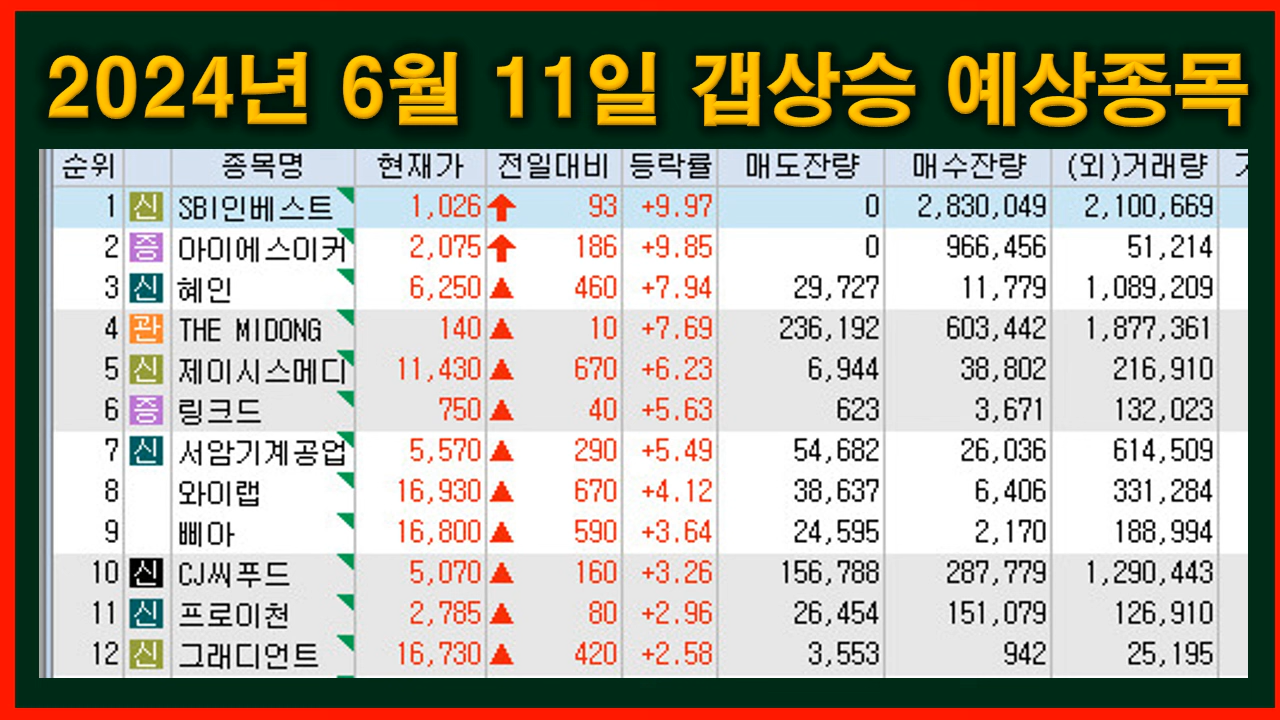 2024년 6월 11일 갭상승 예상종목
순위 종목명 현재가 전일대비 등락률 매도잔량 매수잔량 (외)거래량
1 신 SBI인베스트 1,026 ↑ 93 +9.97 0 2,830,049 2,100,669
2 증 아이에스이커 2,075 ↑ 186 +9.85 0 966,456 51,214
3 신 혜인 6,250 ▲ 460 +7.94 29,727 11,779 1,089,209
4 관 THE MIDONG 140 ▲ 10 +7.69 236,192 603,442 1,877,361
5 신 제이시스메디 11,430 ▲ 670 +6.23 6,944 38,802 216,910
6 증 링크드 750 ▲ 40 +5.63 623 3,671 132,023
7 신 서암기계공업 5,570 ▲ 290 +5.49 54,682 26,036 614,509
8 와이랩 16,930 ▲ 670 +4.12 38,637 6,406 331,284
9 삐아 16,800 ▲ 590 +3.64 24,595 2,170 188,994
10 신 CJ씨푸드 5,070 ▲ 160 +3.26 156,788 287,779 1,290,443
11 신 프로이천 2,785 ▲ 80 +2.96 26,454 151,079 126,910
12 신 그래디언트 16,730 ▲ 420 +2.58 3,553 942 25,195